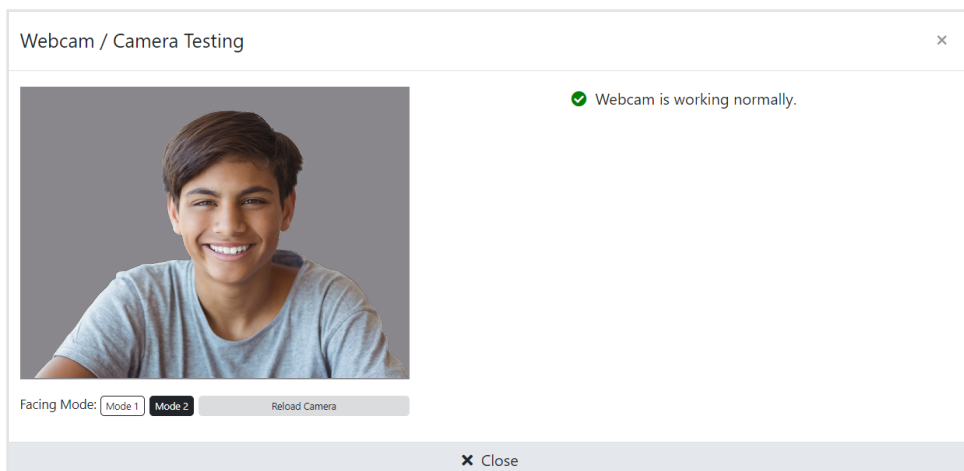 Webcam / Camera Testing ×
Webcam is working normally.
Facing Mode: Mode 1 Mode 2 Reload Camera
Close